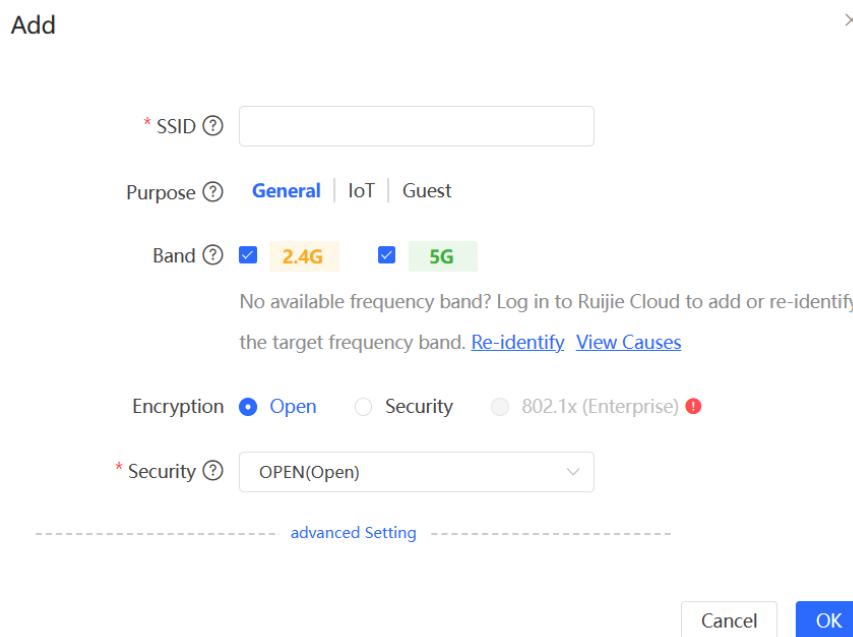 Add
* SSID ?
Purpose ? General IoT Guest
Band ? 2.4G 5G
No available frequency band? Log in to Ruijie Cloud to add or re-identify
the target frequency band. Re-identify View Causes
Encryption Open Security 802.1x (Enterprise) !
* Security ? OPEN(Open)
advanced Setting
Cancel OK